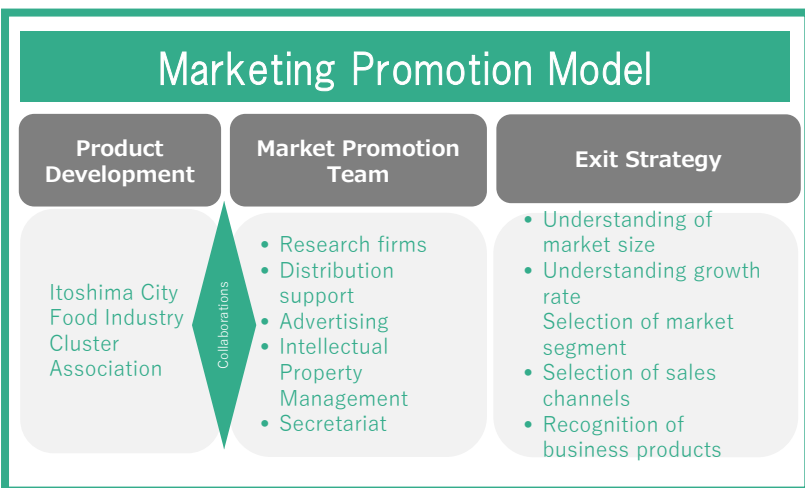 Marketing Promotion Model
Product
Development
Market Promotion
Team
Exit Strategy
Itoshima City
Food Industry
Cluster
Association
Collaborations
• Research firms
• Distribution
support
• Advertising
• Intellectual
Property
Management
• Secretariat
• Understanding of
market size
• Understanding growth
rate
Selection of market
segment
• Selection of sales
channels
• Recognition of
business products